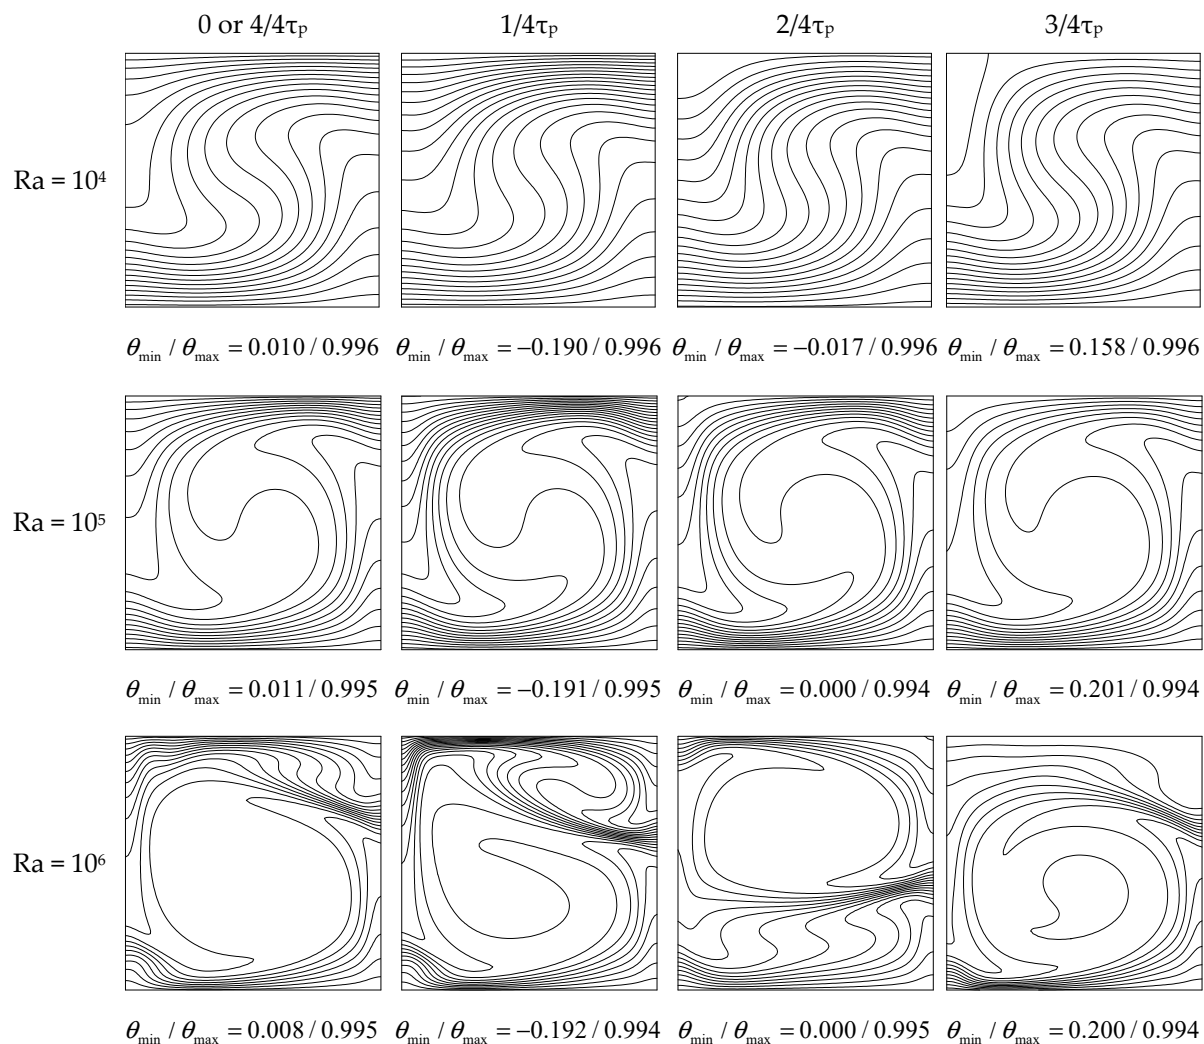 0 or 4/4τp 1/4τp 2/4τp 3/4τp
Ra = 10⁴
θmin / θmax = 0.010 / 0.996 θmin / θmax = −0.190 / 0.996 θmin / θmax = −0.017 / 0.996 θmin / θmax = 0.158 / 0.996
Ra = 10⁵
θmin / θmax = 0.011 / 0.995 θmin / θmax = −0.191 / 0.995 θmin / θmax = 0.000 / 0.994 θmin / θmax = 0.201 / 0.994
Ra = 10⁶
θmin / θmax = 0.008 / 0.995 θmin / θmax = −0.192 / 0.994 θmin / θmax = 0.000 / 0.995 θmin / θmax = 0.200 / 0.994